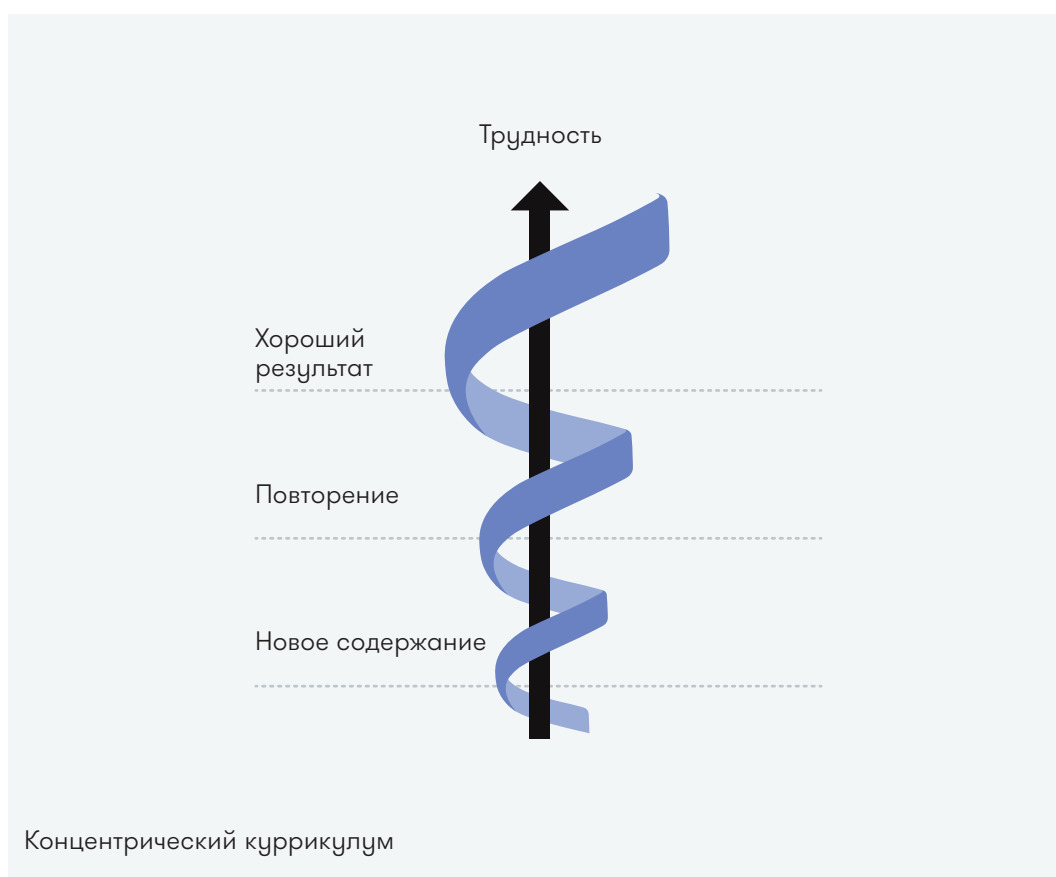 Трудность
Хороший
результат
Повторение
Новое содержание
Концентрический куррикулум